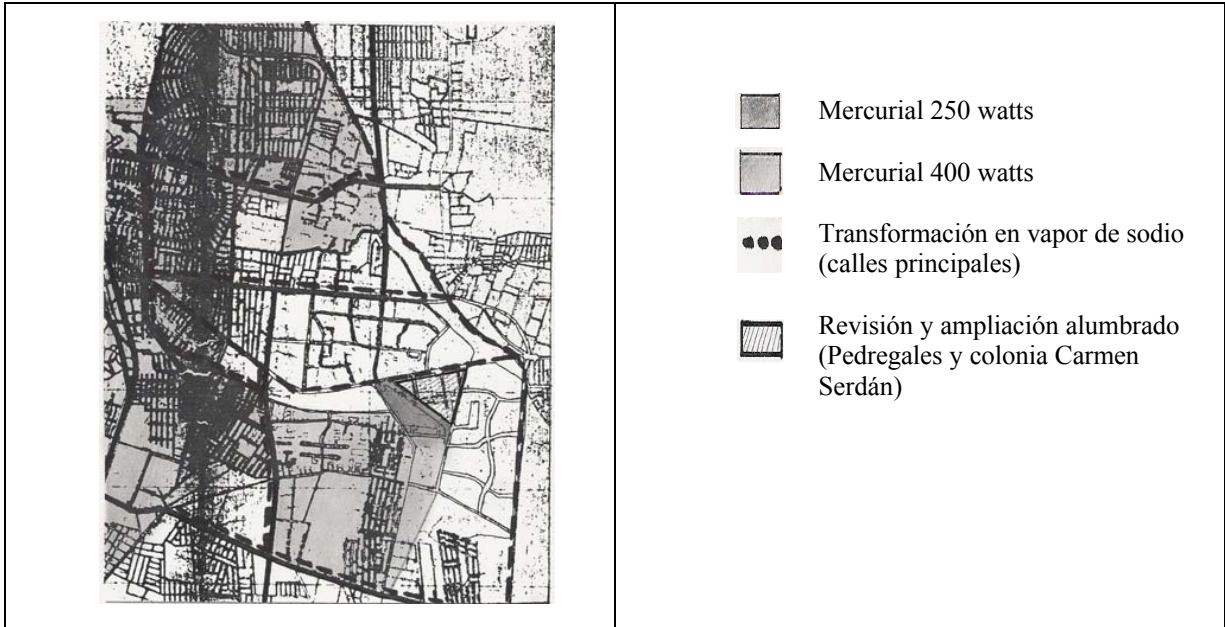 Mercurial 250 watts
Mercurial 400 watts
Transformación en vapor de sodio
(calles principales)
Revisión y ampliación alumbrado
(Pedregales y colonia Carmen
Serdán)